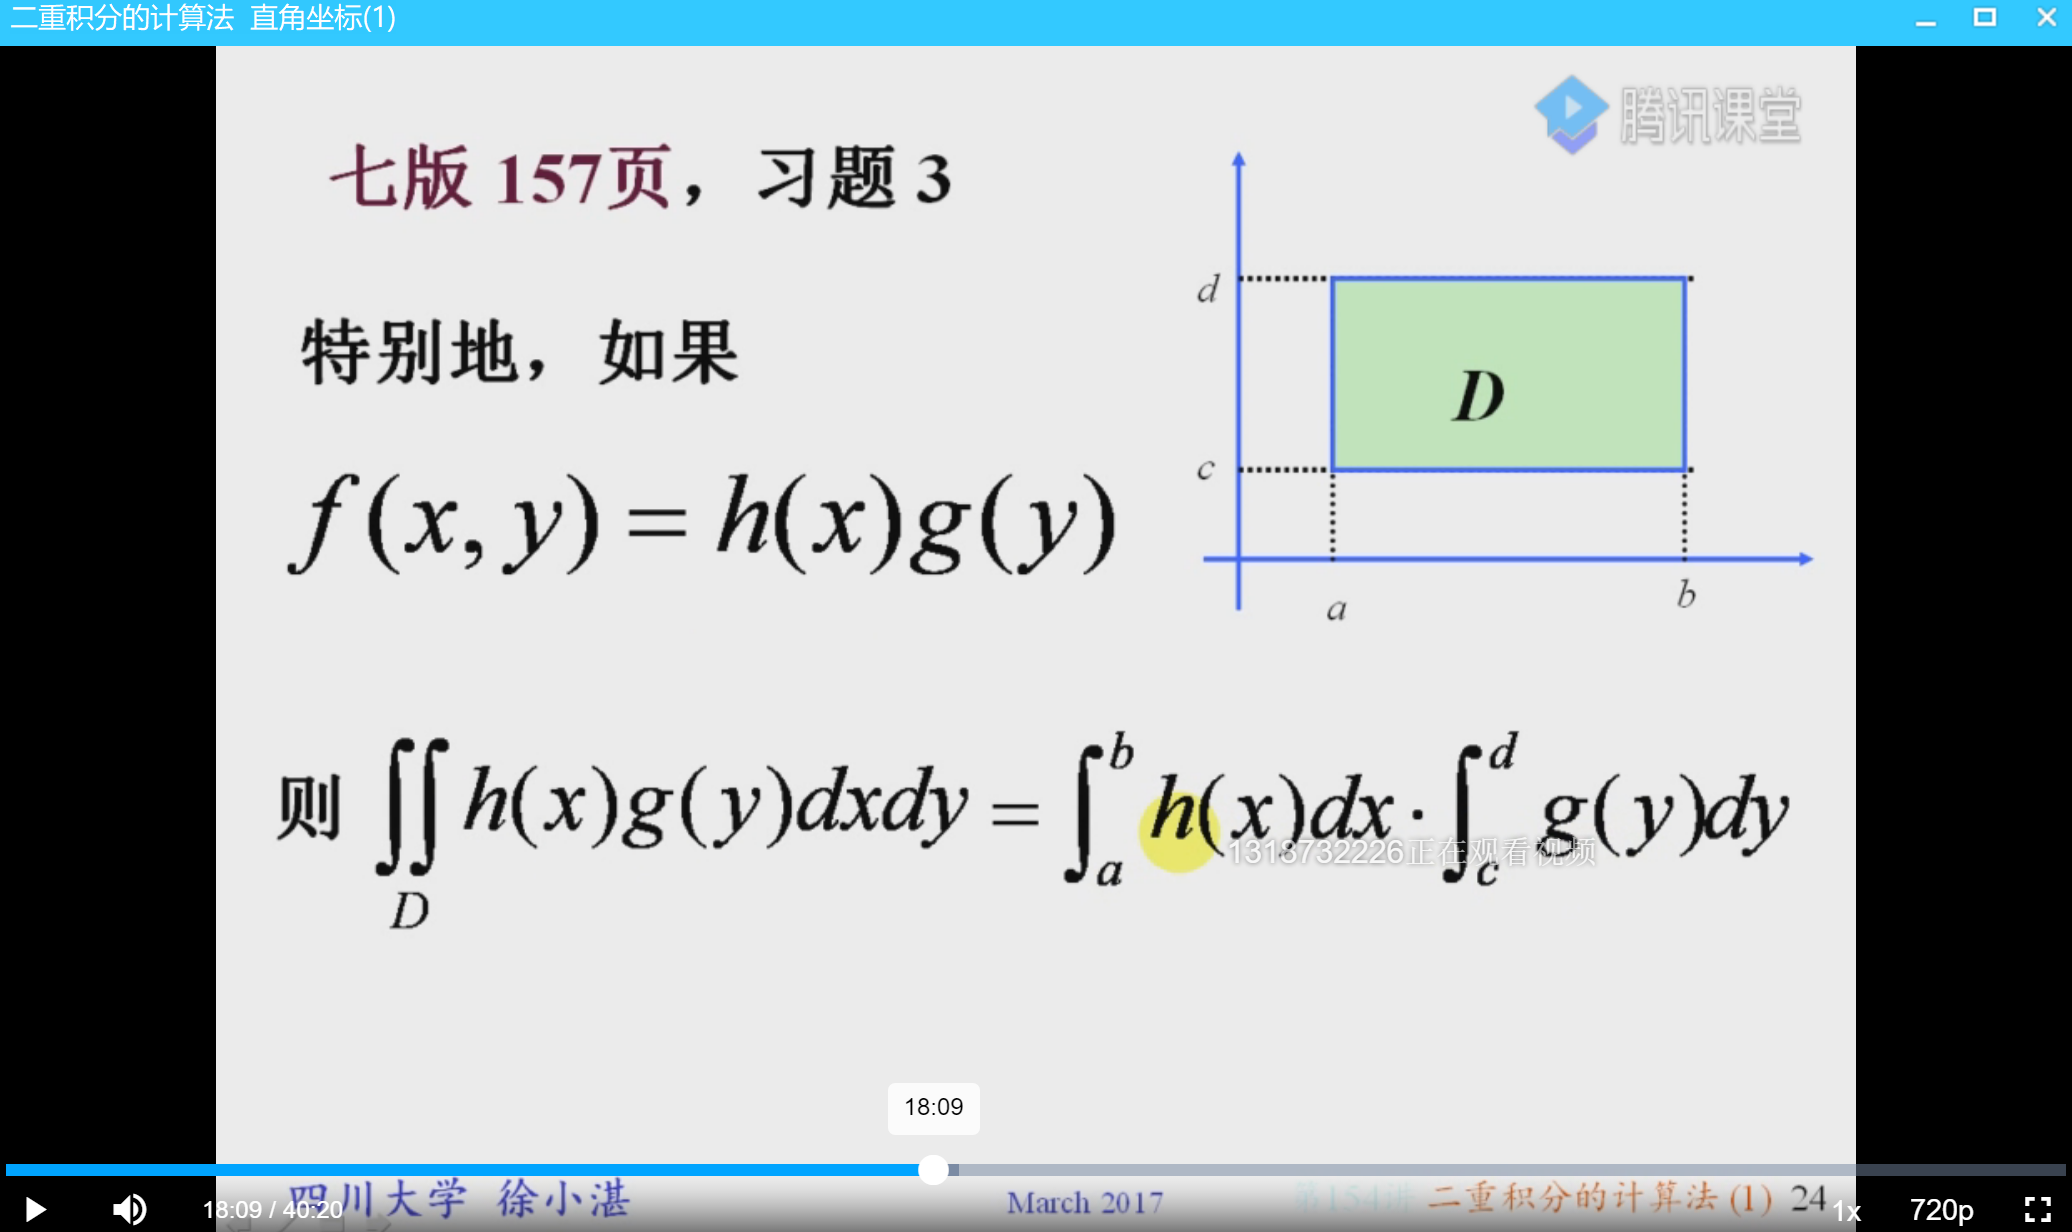 二重积分的计算法 直角坐标(1)
腾讯课堂
七版 157页，习题 3
特别地，如果
f(x, y) = h(x)g(y)
d
D
c
a
b
则 ∬_D h(x)g(y)dxdy = ∫_a^b h(x)dx · ∫_c^d g(y)dy
1318732226正在观看视频
18:09
四川大学 徐小湛 March 2017 第154讲 二重积分的计算法 (1) 24
18:09 / 40:20 1x 720p